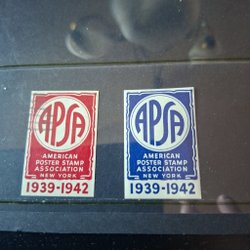 APSA
AMERICAN
POSTER STAMP
ASSOCIATION
NEW YORK
1939-1942
APSA
AMERICAN
POSTER STAMP
ASSOCIATION
NEW YORK
1939-1942